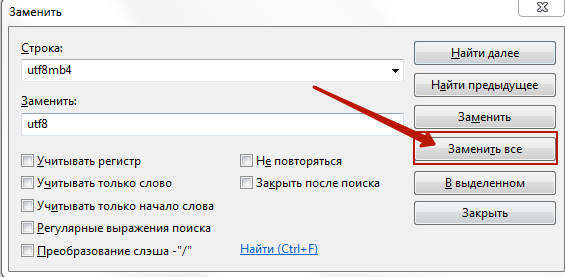 Заменить
Строка:
utf8mb4
Заменить:
utf8
Учитывать регистр
Учитывать только слово
Учитывать только начало слова
Регулярные выражения поиска
Преобразование слэша -"/"
Не повторяться
Закрыть после поиска
Найти (Ctrl+F)
Найти далее
Найти предыдущее
Заменить
Заменить все
В выделенном
Закрыть